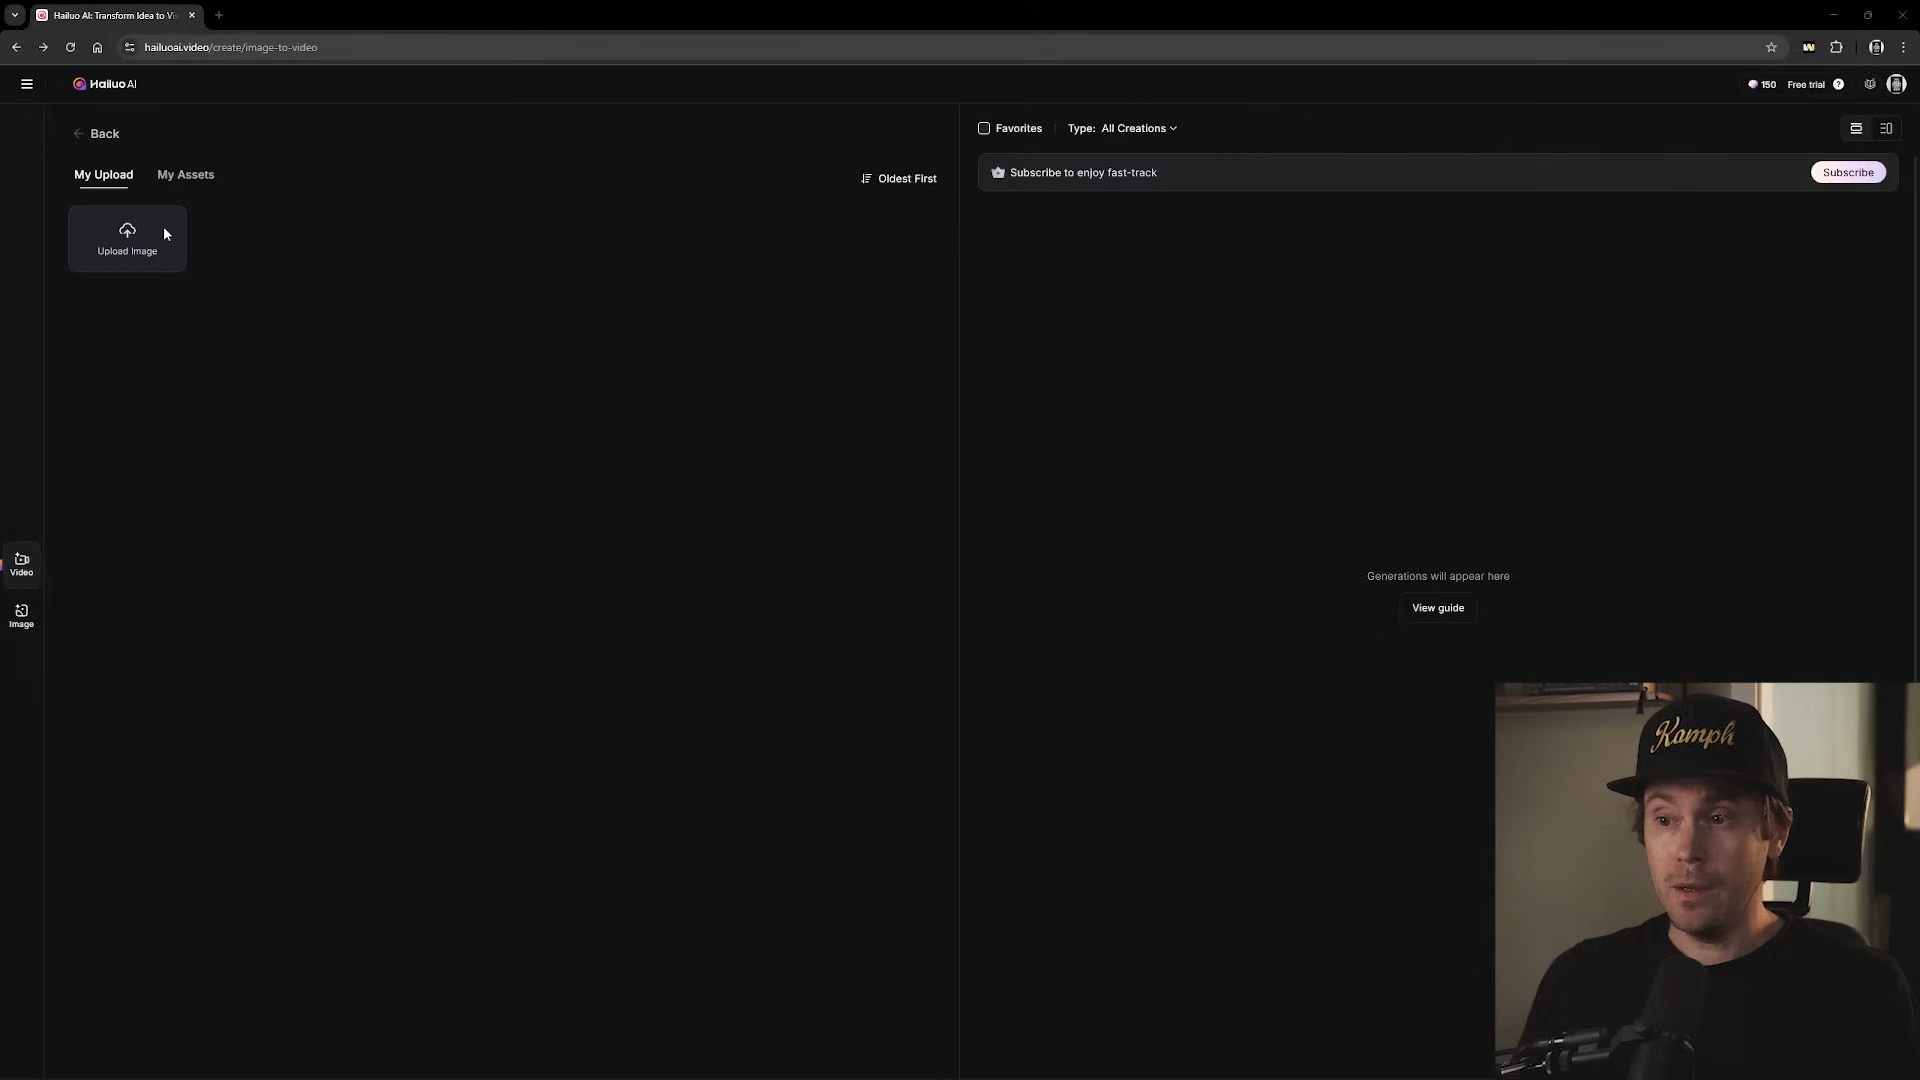 Hailuo AI: Transform Idea to Vis
hailuoai.video/create/image-to-video
Hailuo AI
150
Free trial
Back
Favorites
Type: All Creations
My Upload
My Assets
Oldest First
Subscribe to enjoy fast-track
Subscribe
Upload Image
Video
Image
Generations will appear here
View guide
Kamph